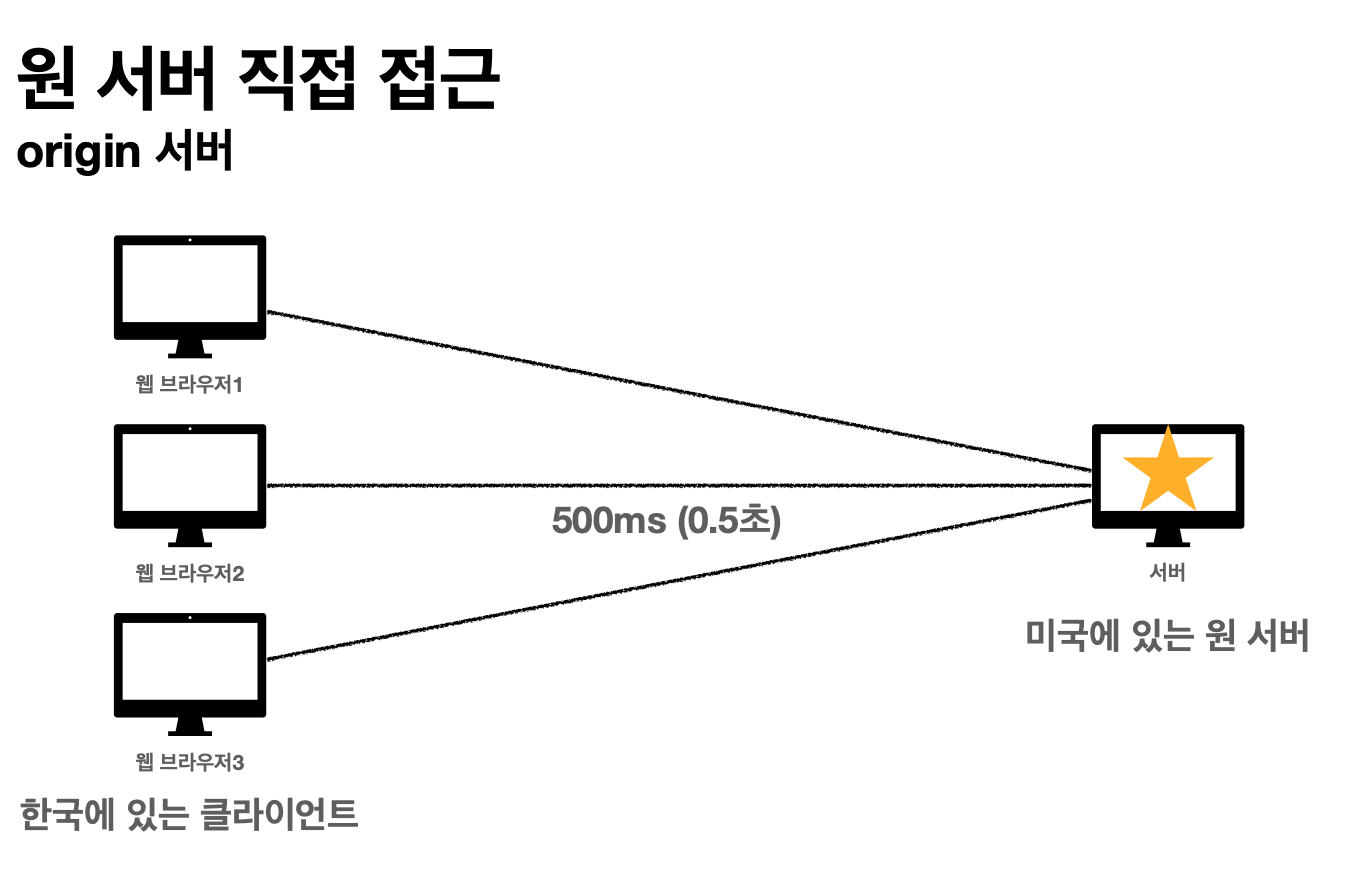 원 서버 직접 접근
origin 서버
웹 브라우저1
웹 브라우저2
500ms (0.5초)
서버
미국에 있는 원 서버
웹 브라우저3
한국에 있는 클라이언트